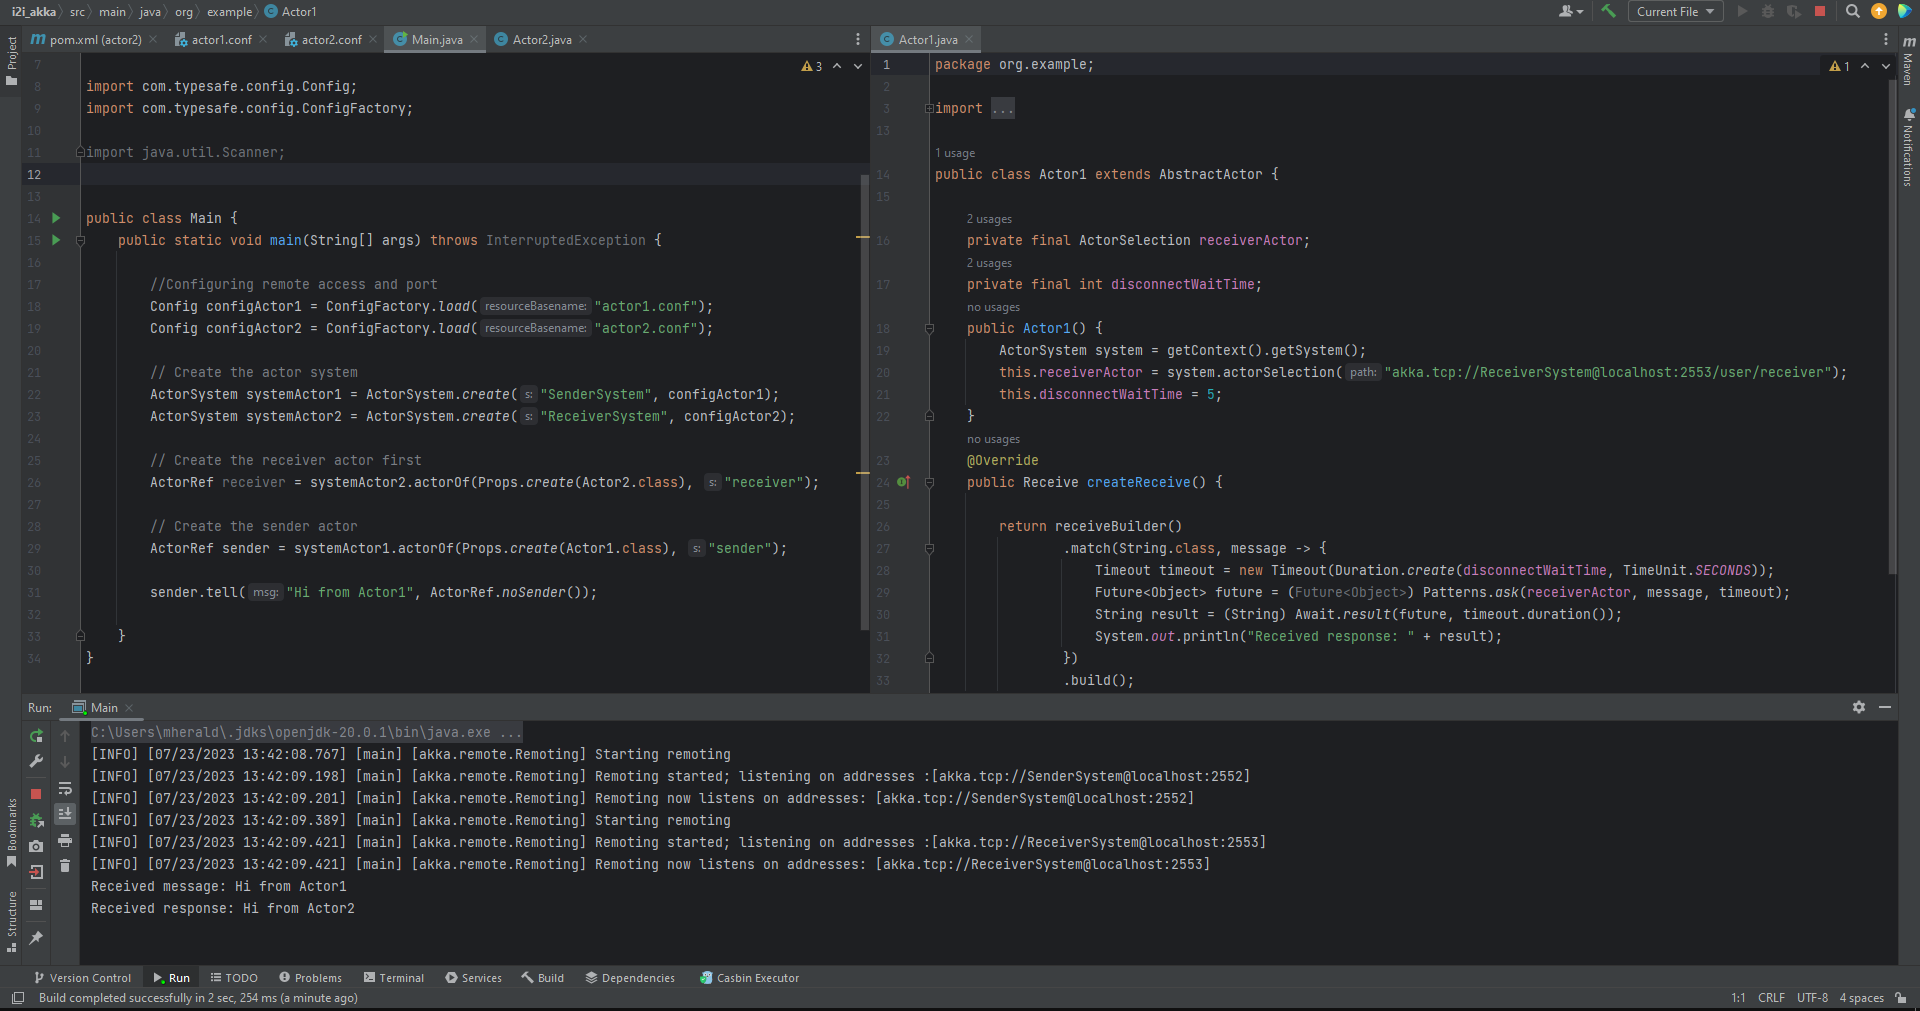 i2i_akka src main java org example Actor1
Current File
pom.xml (actor2) actor1.conf actor2.conf Main.java Actor2.java
Actor1.java
Project
3
7
8 import com.typesafe.config.Config;
9 import com.typesafe.config.ConfigFactory;
10
11 import java.util.Scanner;
12
13
14 public class Main {
15 public static void main(String[] args) throws InterruptedException {
16
17 //Configuring remote access and port
18 Config configActor1 = ConfigFactory.load( resourceBasename: "actor1.conf");
19 Config configActor2 = ConfigFactory.load( resourceBasename: "actor2.conf");
20
21 // Create the actor system
22 ActorSystem systemActor1 = ActorSystem.create( s: "SenderSystem", configActor1);
23 ActorSystem systemActor2 = ActorSystem.create( s: "ReceiverSystem", configActor2);
24
25 // Create the receiver actor first
26 ActorRef receiver = systemActor2.actorOf(Props.create(Actor2.class), s: "receiver");
27
28 // Create the sender actor
29 ActorRef sender = systemActor1.actorOf(Props.create(Actor1.class), s: "sender");
30
31 sender.tell( msg: "Hi from Actor1", ActorRef.noSender());
32
33 }
34 }
1
1 package org.example;
2
3 import ...
13
1 usage
14 public class Actor1 extends AbstractActor {
15
2 usages
16 private final ActorSelection receiverActor;
2 usages
17 private final int disconnectWaitTime;
no usages
18 public Actor1() {
19 ActorSystem system = getContext().getSystem();
20 this.receiverActor = system.actorSelection( path: "akka.tcp://ReceiverSystem@localhost:2553/user/receiver");
21 this.disconnectWaitTime = 5;
22 }
no usages
23 @Override
24 public Receive createReceive() {
25
26 return receiveBuilder()
27 .match(String.class, message -> {
28 Timeout timeout = new Timeout(Duration.create(disconnectWaitTime, TimeUnit.SECONDS));
29 Future<Object> future = (Future<Object>) Patterns.ask(receiverActor, message, timeout);
30 String result = (String) Await.result(future, timeout.duration());
31 System.out.println("Received response: " + result);
32 })
33 .build();
Maven
Notifications
Run: Main
C:\Users\mherald\.jdks\openjdk-20.0.1\bin\java.exe ...
[INFO] [07/23/2023 13:42:08.767] [main] [akka.remote.Remoting] Starting remoting
[INFO] [07/23/2023 13:42:09.198] [main] [akka.remote.Remoting] Remoting started; listening on addresses :[akka.tcp://SenderSystem@localhost:2552]
[INFO] [07/23/2023 13:42:09.201] [main] [akka.remote.Remoting] Remoting now listens on addresses: [akka.tcp://SenderSystem@localhost:2552]
[INFO] [07/23/2023 13:42:09.389] [main] [akka.remote.Remoting] Starting remoting
[INFO] [07/23/2023 13:42:09.421] [main] [akka.remote.Remoting] Remoting started; listening on addresses :[akka.tcp://ReceiverSystem@localhost:2553]
[INFO] [07/23/2023 13:42:09.421] [main] [akka.remote.Remoting] Remoting now listens on addresses: [akka.tcp://ReceiverSystem@localhost:2553]
Received message: Hi from Actor1
Received response: Hi from Actor2
Bookmarks
Structure
Version Control Run TODO Problems Terminal Services Build Dependencies Casbin Executor
Build completed successfully in 2 sec, 254 ms (a minute ago)
1:1 CRLF UTF-8 4 spaces